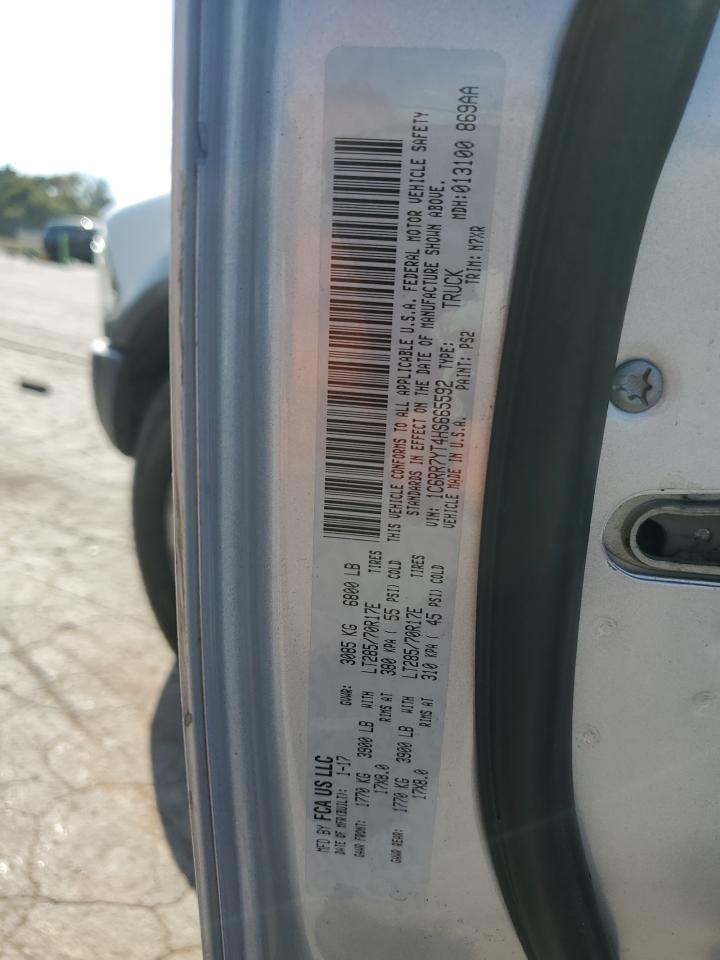 MFD BY FCA US LLC
DATE OF MFR(BUILT): 1-17 GVWR: 3085 KG 6800 LB
GAWR FRONT: 1770 KG 3900 LB WITH LT285/70R17E TIRES
17X8.0 RIMS AT 380 KPA ( 55 PSI) COLD
GAWR REAR: 1770 KG 3900 LB WITH LT285/70R17E TIRES
17X8.0 RIMS AT 310 KPA ( 45 PSI) COLD
THIS VEHICLE CONFORMS TO ALL APPLICABLE U.S.A. FEDERAL MOTOR VEHICLE SAFETY
STANDARDS IN EFFECT ON THE DATE OF MANUFACTURE SHOWN ABOVE.
VIN: 1C6RR7YT4HS665592 TYPE: TRUCK MDH:013100 869AA
VEHICLE MADE IN U.S.A. PAINT: PS2 TRIM: N7XR